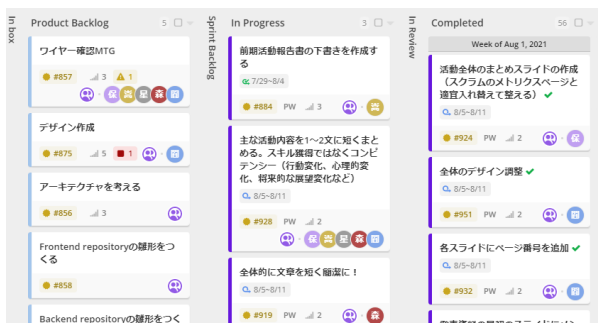 In box
Product Backlog 5
ワイヤー確認MTG
#857 3 1
保 嵩 星 森 雨
デザイン作成
#875 5 1
アーキテクチャを考える
#856 3
Frontend repositoryの雛形をつ
くる
#858
Backend repositoryの雛形をつく
Sprint Backlog
In Progress 3
前期活動報告書の下書きを作成す
る
7/29~8/4
#884 PW 3
主な活動内容を1〜2文に短くまと
める。スキル獲得ではなくコンピ
テンシー(行動変化、心理的変
化、将来的な展望変化など)
8/5~8/11
#928 PW 2
保 嵩 星 森
全体的に文章を短く簡潔に!
8/5~8/11
#919 PW 2 森
In Review
Completed 56
Week of Aug 1, 2021
活動全体のまとめスライドの作成
(スクラムのメトリクスページと
適宜入れ替えて整える)
8/5~8/11
#924 PW 2 保
全体のデザイン調整
8/5~8/11
#951 PW 2
各スライドにページ番号を追加
8/5~8/11
#932 PW 2